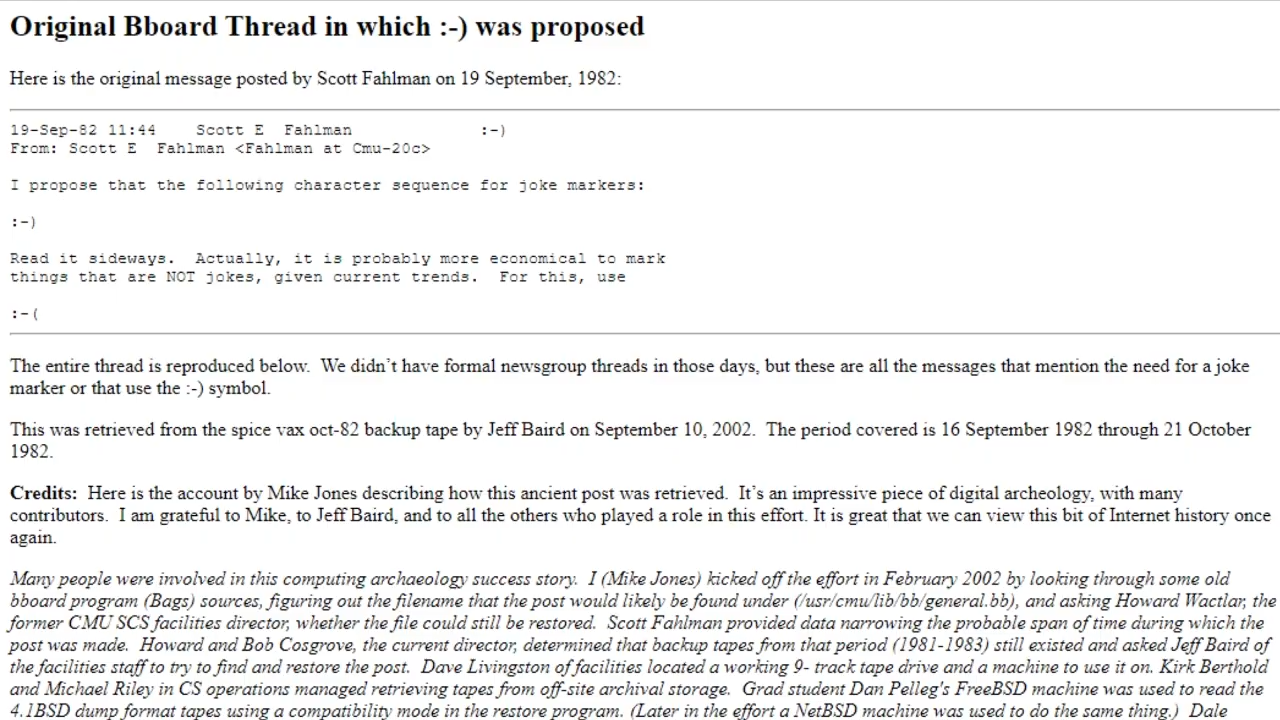 Original Bboard Thread in which :-) was proposed
Here is the original message posted by Scott Fahlman on 19 September, 1982:
19-Sep-82 11:44    Scott E  Fahlman             :-)
From: Scott E  Fahlman <Fahlman at Cmu-20c>
I propose that the following character sequence for joke markers:
:-)
Read it sideways.  Actually, it is probably more economical to mark
things that are NOT jokes, given current trends.  For this, use
:-(
The entire thread is reproduced below.  We didn't have formal newsgroup threads in those days, but these are all the messages that mention the need for a joke
marker or that use the :-) symbol.
This was retrieved from the spice vax oct-82 backup tape by Jeff Baird on September 10, 2002.  The period covered is 16 September 1982 through 21 October
1982.
Credits:  Here is the account by Mike Jones describing how this ancient post was retrieved.  It's an impressive piece of digital archeology, with many
contributors.  I am grateful to Mike, to Jeff Baird, and to all the others who played a role in this effort. It is great that we can view this bit of Internet history once
again.
Many people were involved in this computing archaeology success story.  I (Mike Jones) kicked off the effort in February 2002 by looking through some old
bboard program (Bags) sources, figuring out the filename that the post would likely be found under (/usr/cmu/lib/bb/general.bb), and asking Howard Wactlar, the
former CMU SCS facilities director, whether the file could still be restored.  Scott Fahlman provided data narrowing the probable span of time during which the
post was made.  Howard and Bob Cosgrove, the current director, determined that backup tapes from that period (1981-1983) still existed and asked Jeff Baird of
the facilities staff to try to find and restore the post.  Dave Livingston of facilities located a working 9- track tape drive and a machine to use it on. Kirk Berthold
and Michael Riley in CS operations managed retrieving tapes from off-site archival storage.  Grad student Dan Pelleg's FreeBSD machine was used to read the
4.1BSD dump format tapes using a compatibility mode in the restore program. (Later in the effort a NetBSD machine was used to do the same thing.)  Dale